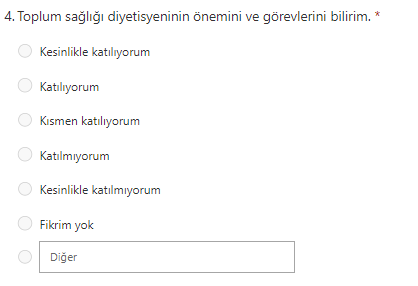 4. Toplum sağlığı diyetisyeninin önemini ve görevlerini bilirim. *
Kesinlikle katılıyorum
Katılıyorum
Kısmen katılıyorum
Katılmıyorum
Kesinlikle katılmıyorum
Fikrim yok
Diğer